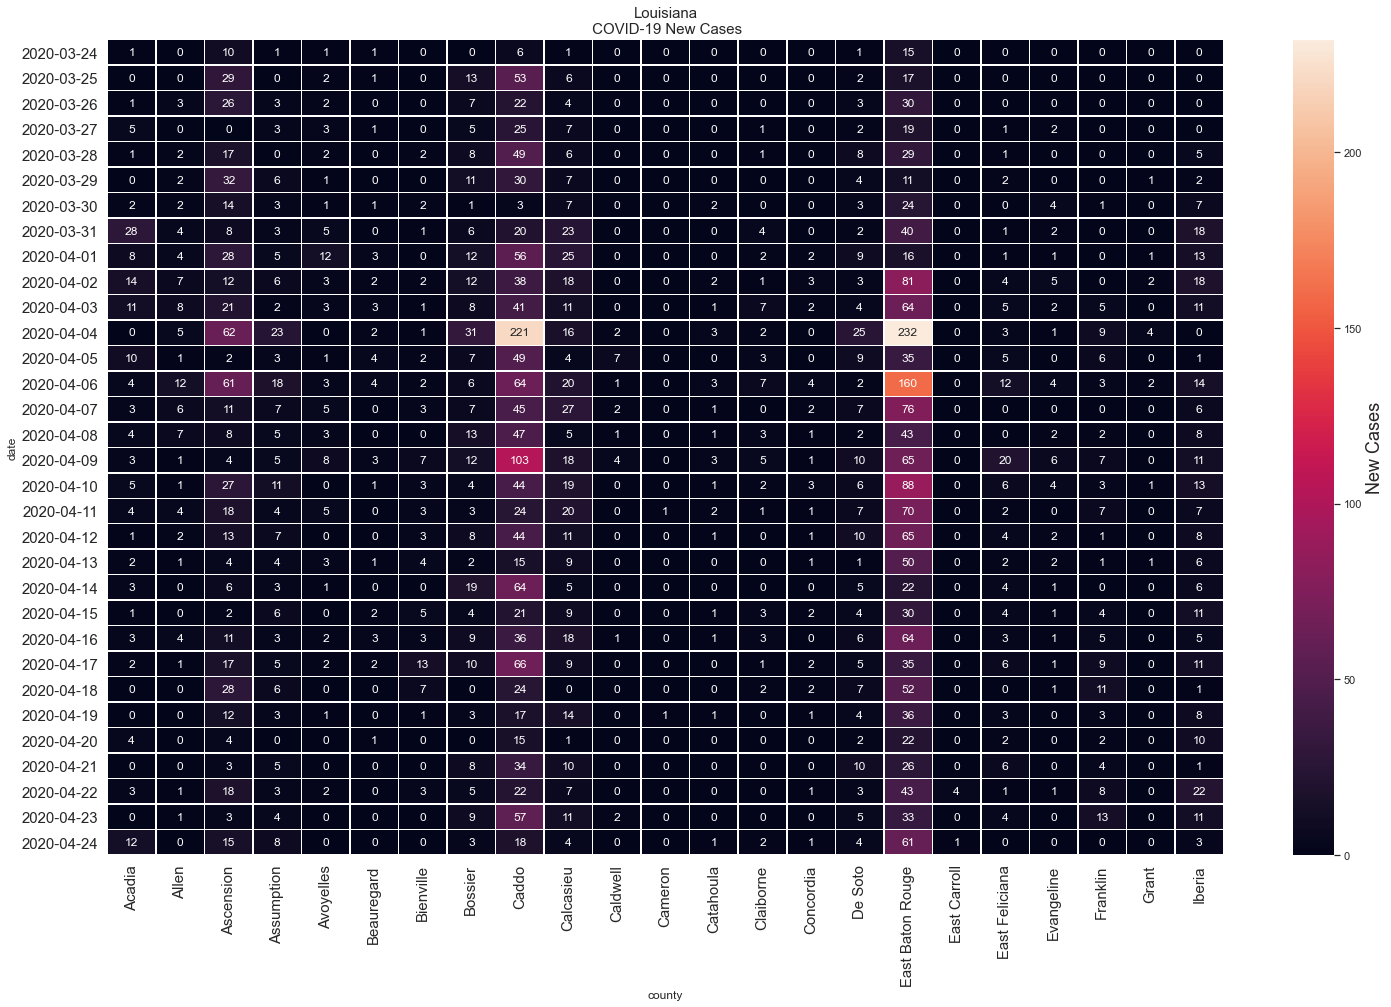 Louisiana
COVID-19 New Cases
2020-03-24 1 0 10 1 1 1 0 0 6 1 0 0 0 0 0 1 15 0 0 0 0 0 0
2020-03-25 0 0 29 0 2 1 0 13 53 6 0 0 0 0 0 2 17 0 0 0 0 0 0
2020-03-26 1 3 26 3 2 0 0 7 22 4 0 0 0 0 0 3 30 0 0 0 0 0 0
2020-03-27 5 0 0 3 3 1 0 5 25 7 0 0 0 1 0 2 19 0 1 2 0 0 0
2020-03-28 1 2 17 0 2 0 2 8 49 6 0 0 0 1 0 8 29 0 1 0 0 0 5
2020-03-29 0 2 32 6 1 0 0 11 30 7 0 0 0 0 0 4 11 0 2 0 0 1 2
2020-03-30 2 2 14 3 1 1 2 1 3 7 0 0 2 0 0 3 24 0 0 4 1 0 7
2020-03-31 28 4 8 3 5 0 1 6 20 23 0 0 0 4 0 2 40 0 1 2 0 0 18
2020-04-01 8 4 28 5 12 3 0 12 56 25 0 0 0 2 2 9 16 0 1 1 0 1 13
2020-04-02 14 7 12 6 3 2 2 12 38 18 0 0 2 1 3 3 81 0 4 5 0 2 18
2020-04-03 11 8 21 2 3 3 1 8 41 11 0 0 1 7 2 4 64 0 5 2 5 0 11
2020-04-04 0 5 62 23 0 2 1 31 221 16 2 0 3 2 0 25 232 0 3 1 9 4 0
2020-04-05 10 1 2 3 1 4 2 7 49 4 7 0 0 3 0 9 35 0 5 0 6 0 1
2020-04-06 4 12 61 18 3 4 2 6 64 20 1 0 3 7 4 2 160 0 12 4 3 2 14
2020-04-07 3 6 11 7 5 0 3 7 45 27 2 0 1 0 2 7 76 0 0 0 0 0 6
2020-04-08 4 7 8 5 3 0 0 13 47 5 1 0 1 3 1 2 43 0 0 2 2 0 8
2020-04-09 3 1 4 5 8 3 7 12 103 18 4 0 3 5 1 10 65 0 20 6 7 0 11
2020-04-10 5 1 27 11 0 1 3 4 44 19 0 0 1 2 3 6 88 0 6 4 3 1 13
2020-04-11 4 4 18 4 5 0 3 3 24 20 0 1 2 1 1 7 70 0 2 0 7 0 7
2020-04-12 1 2 13 7 0 0 3 8 44 11 0 0 1 0 1 10 65 0 4 2 1 0 8
2020-04-13 2 1 4 4 3 1 4 2 15 9 0 0 0 0 1 1 50 0 2 2 1 1 6
2020-04-14 3 0 6 3 1 0 0 19 64 5 0 0 0 0 0 5 22 0 4 1 0 0 6
2020-04-15 1 0 2 6 0 2 5 4 21 9 0 0 1 3 2 4 30 0 4 1 4 0 11
2020-04-16 3 4 11 3 2 3 3 9 36 18 1 0 1 3 0 6 64 0 3 1 5 0 5
2020-04-17 2 1 17 5 2 2 13 10 66 9 0 0 0 1 2 5 35 0 6 1 9 0 11
2020-04-18 0 0 28 6 0 0 7 0 24 0 0 0 0 2 2 7 52 0 0 1 11 0 1
2020-04-19 0 0 12 3 1 0 1 3 17 14 0 1 1 0 1 4 36 0 3 0 3 0 8
2020-04-20 4 0 4 0 0 1 0 0 15 1 0 0 0 0 0 2 22 0 2 0 2 0 10
2020-04-21 0 0 3 5 0 0 0 8 34 10 0 0 0 0 0 10 26 0 6 0 4 0 1
2020-04-22 3 1 18 3 2 0 3 5 22 7 0 0 0 0 1 3 43 4 1 1 8 0 22
2020-04-23 0 1 3 4 0 0 0 9 57 11 2 0 0 0 0 5 33 0 4 0 13 0 11
2020-04-24 12 0 15 8 0 0 0 3 18 4 0 0 1 2 1 4 61 1 0 0 0 0 3
date
Acadia Allen Ascension Assumption Avoyelles Beauregard Bienville Bossier Caddo Calcasieu Caldwell Cameron Catahoula Claiborne Concordia De Soto East Baton Rouge East Carroll East Feliciana Evangeline Franklin Grant Iberia
county
200
150
100
50
0
New Cases